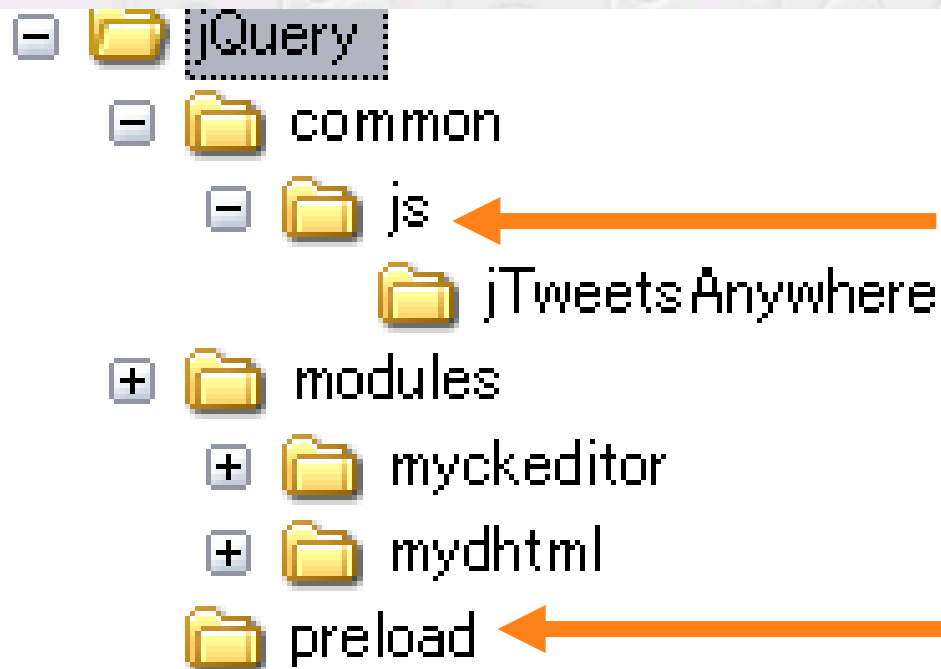 jQuery
common
js
jTweetsAnywhere
modules
myckeditor
mydhtml
preload